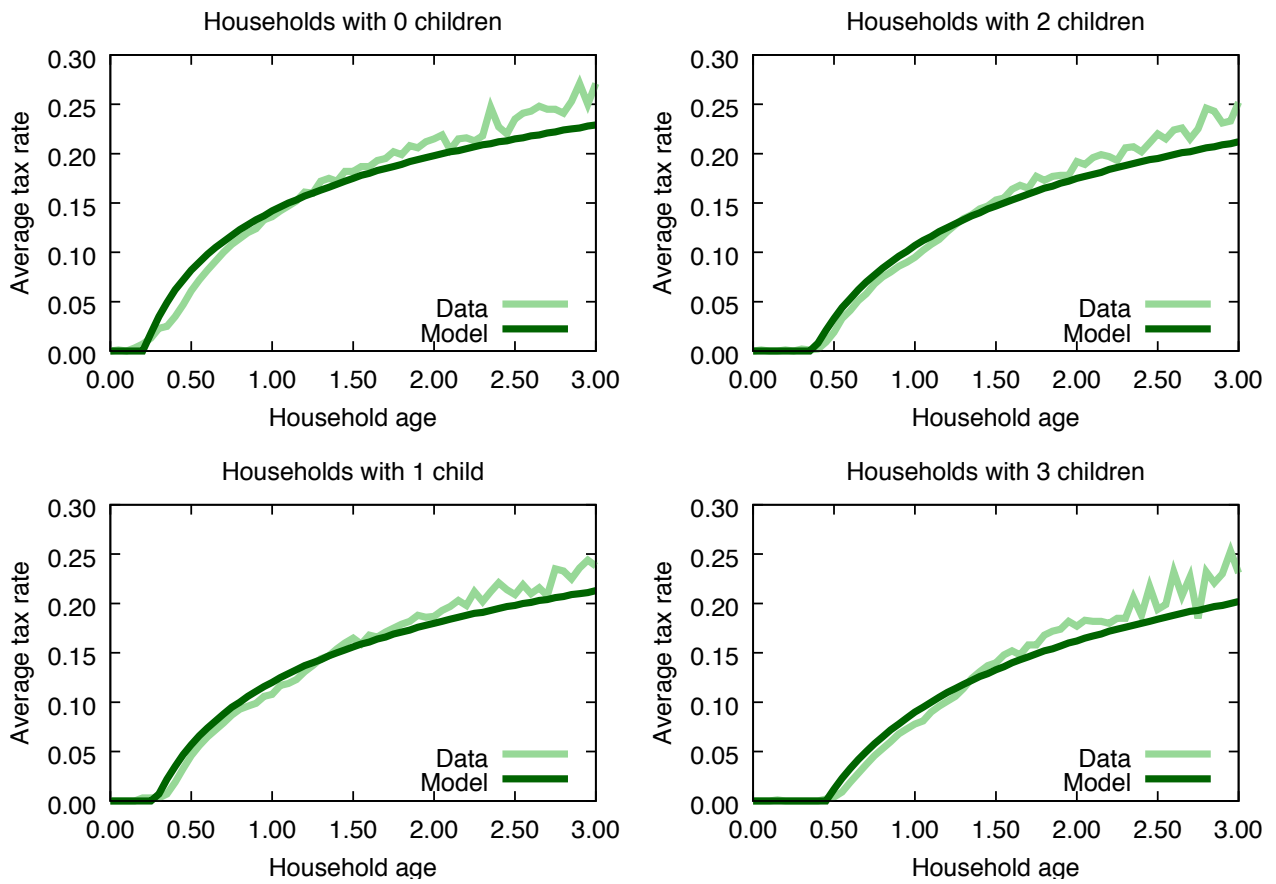 Households with 0 children
Average tax rate
0.30
0.25
0.20
0.15
0.10
0.05
0.00
Data
Model
0.00 0.50 1.00 1.50 2.00 2.50 3.00
Household age
Households with 2 children
Average tax rate
0.30
0.25
0.20
0.15
0.10
0.05
0.00
Data
Model
0.00 0.50 1.00 1.50 2.00 2.50 3.00
Household age
Households with 1 child
Average tax rate
0.30
0.25
0.20
0.15
0.10
0.05
0.00
Data
Model
0.00 0.50 1.00 1.50 2.00 2.50 3.00
Household age
Households with 3 children
Average tax rate
0.30
0.25
0.20
0.15
0.10
0.05
0.00
Data
Model
0.00 0.50 1.00 1.50 2.00 2.50 3.00
Household age